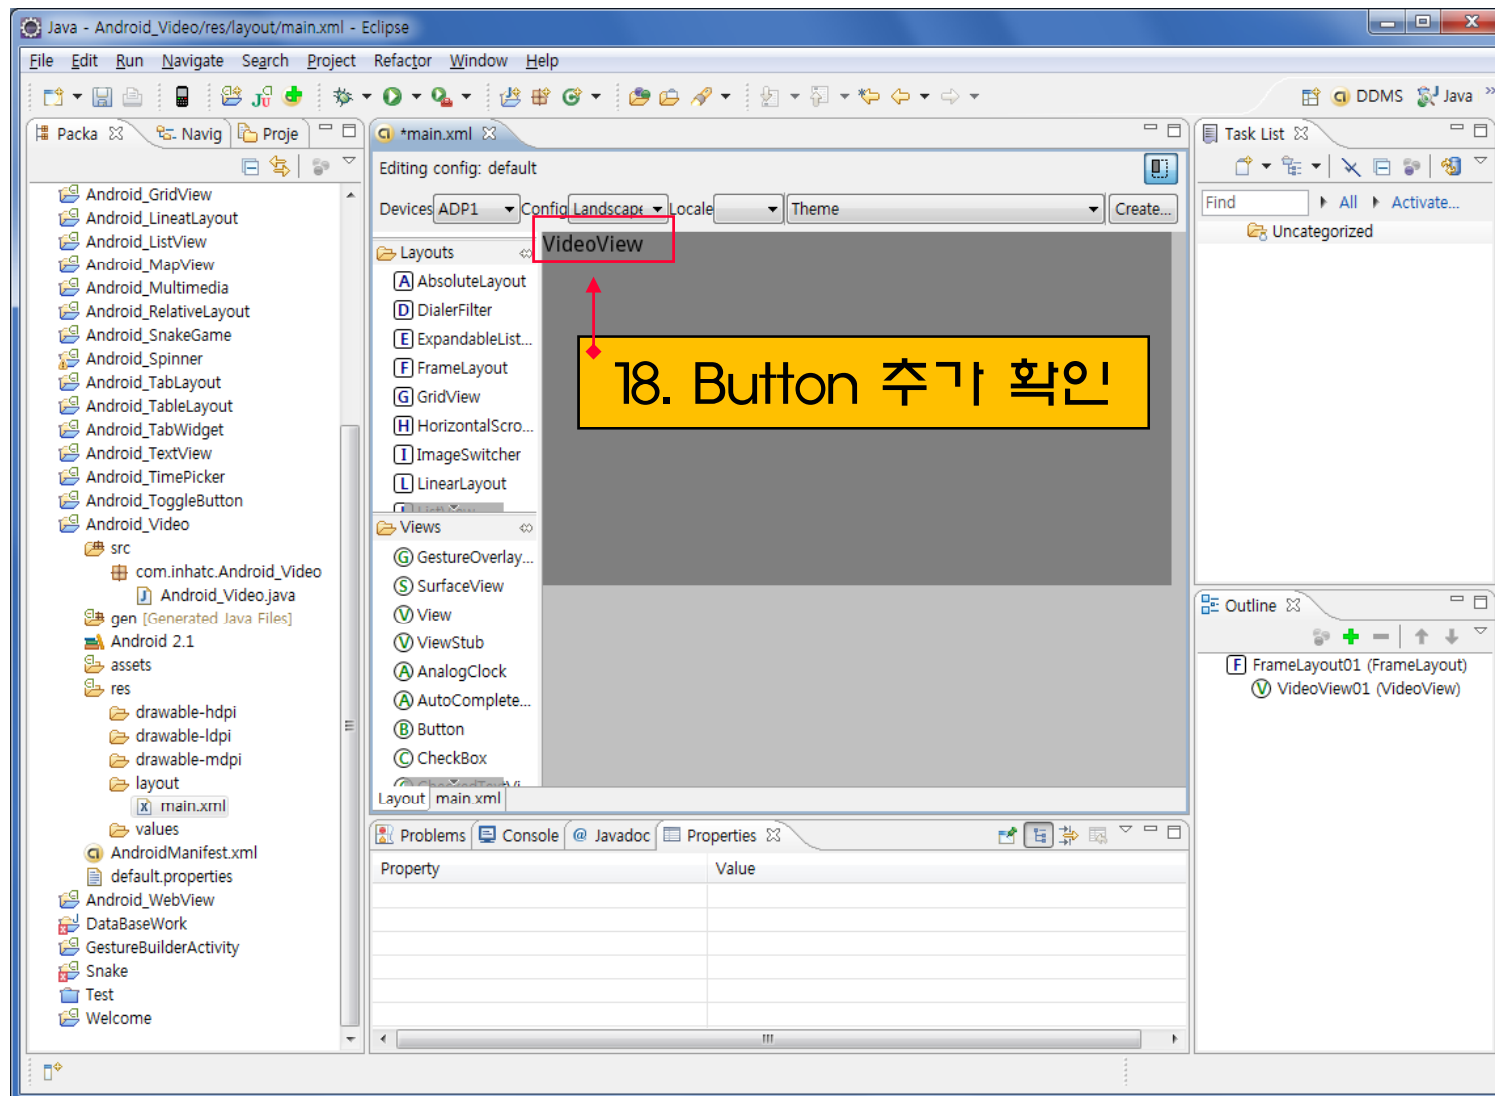 Java - Android_Video/res/layout/main.xml - Eclipse
File Edit Run Navigate Search Project Refactor Window Help
DDMS Java
Packa Navig Proje
Android_GridView
Android_LineatLayout
Android_ListView
Android_MapView
Android_Multimedia
Android_RelativeLayout
Android_SnakeGame
Android_Spinner
Android_TabLayout
Android_TableLayout
Android_TabWidget
Android_TextView
Android_TimePicker
Android_ToggleButton
Android_Video
src
com.inhatc.Android_Video
Android_Video.java
gen [Generated Java Files]
Android 2.1
assets
res
drawable-hdpi
drawable-ldpi
drawable-mdpi
layout
main.xml
values
AndroidManifest.xml
default.properties
Android_WebView
DataBaseWork
GestureBuilderActivity
Snake
Test
Welcome
*main.xml
Editing config: default
Devices ADP1 Config Landscape Locale Theme Create...
Layouts
AbsoluteLayout
DialerFilter
ExpandableList...
FrameLayout
GridView
HorizontalScro...
ImageSwitcher
LinearLayout
ListView
Views
GestureOverlay...
SurfaceView
View
ViewStub
AnalogClock
AutoComplete...
Button
CheckBox
VideoView
18. Button 추가 확인
Layout main.xml
Problems Console Javadoc Properties
Property Value
Task List
Find All Activate...
Uncategorized
Outline
FrameLayout01 (FrameLayout)
VideoView01 (VideoView)